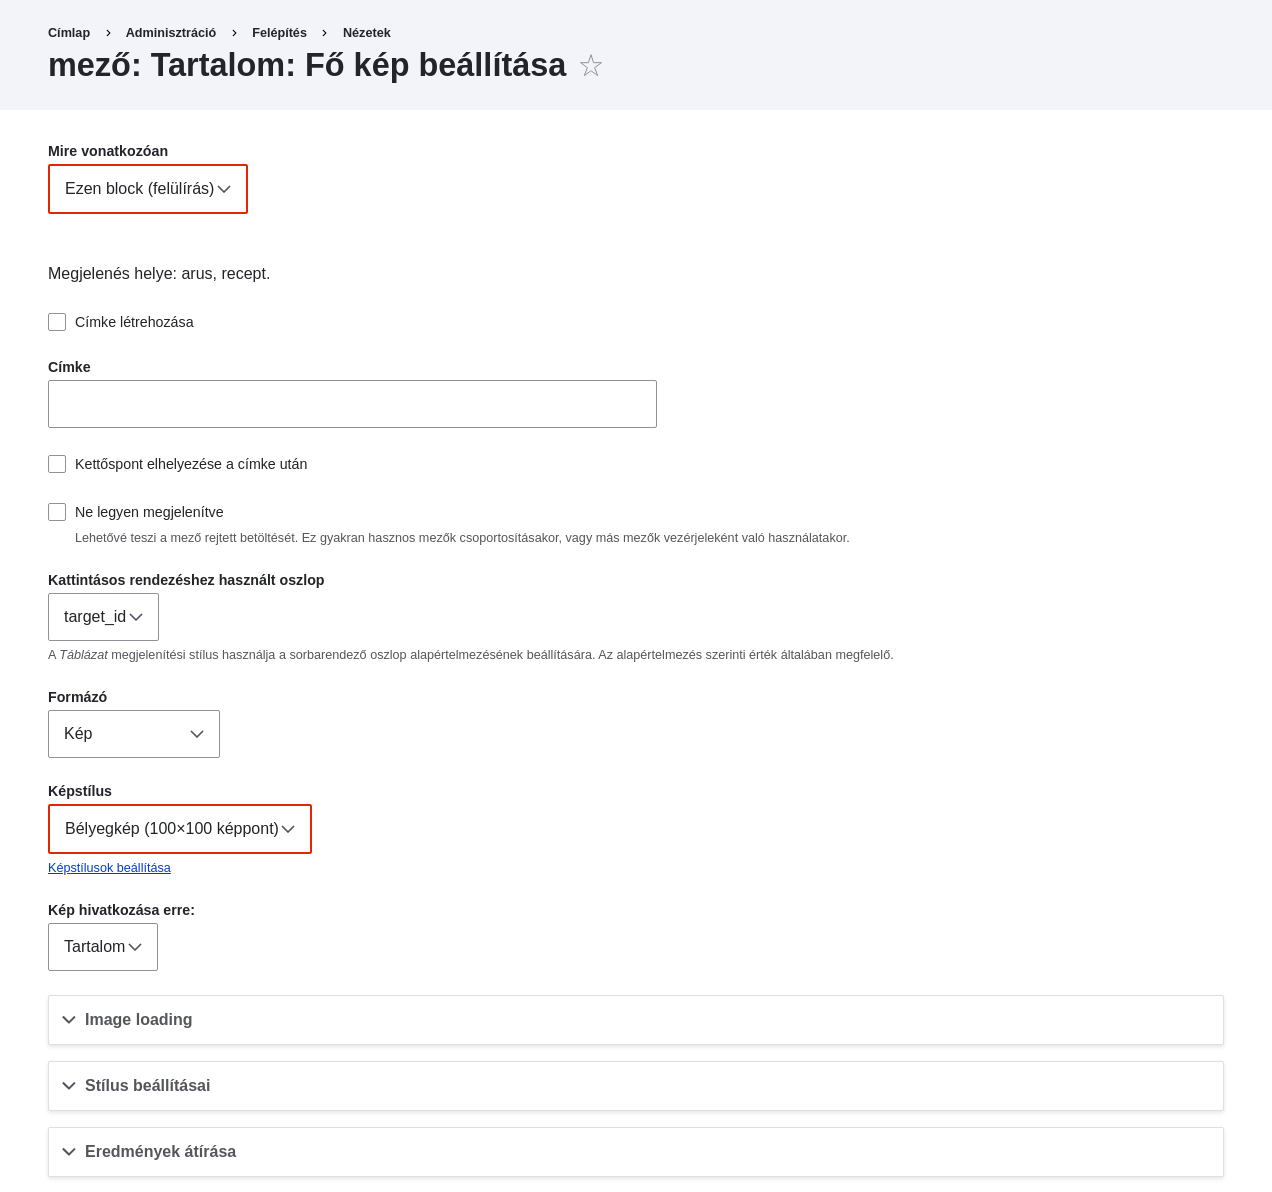 Címlap › Adminisztráció › Felépítés › Nézetek
mező: Tartalom: Fő kép beállítása ☆
Mire vonatkozóan
Ezen block (felülírás)
Megjelenés helye: arus, recept.
Címke létrehozása
Címke
Kettőspont elhelyezése a címke után
Ne legyen megjelenítve
Lehetővé teszi a mező rejtett betöltését. Ez gyakran hasznos mezők csoportosításakor, vagy más mezők vezérjeleként való használatakor.
Kattintásos rendezéshez használt oszlop
target_id
A Táblázat megjelenítési stílus használja a sorbarendező oszlop alapértelmezésének beállítására. Az alapértelmezés szerinti érték általában megfelelő.
Formázó
Kép
Képstílus
Bélyegkép (100×100 képpont)
Képstílusok beállítása
Kép hivatkozása erre:
Tartalom
Image loading
Stílus beállításai
Eredmények átírása